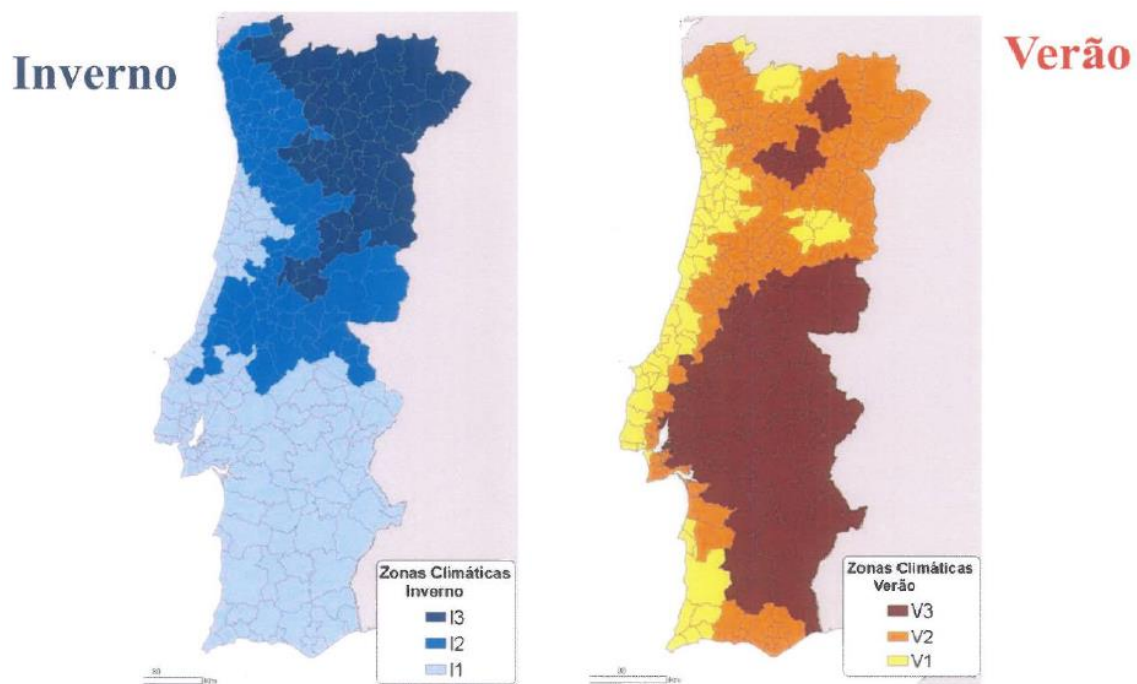 Inverno
Verão
Zonas Climáticas
Inverno
I3
I2
I1
Zonas Climáticas
Verão
V3
V2
V1